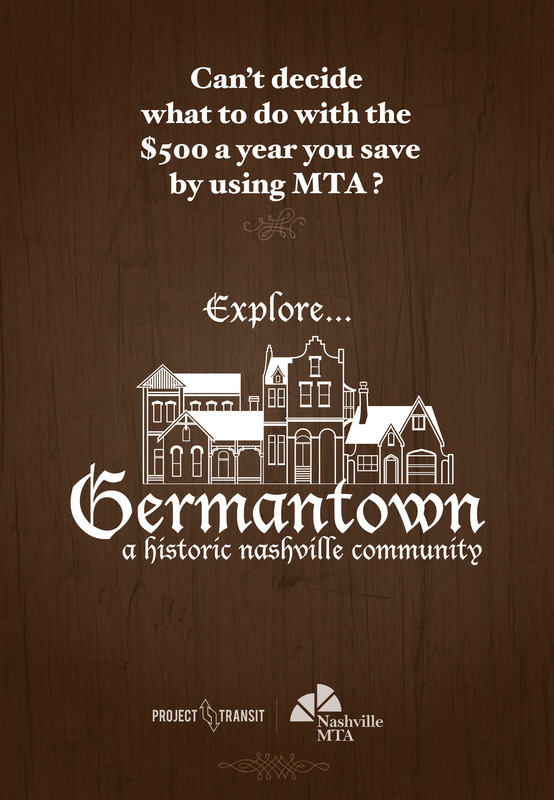 Can't decide
what to do with the
$500 a year you save
by using MTA?
Explore...
Germantown
a historic nashville community
PROJECT TRANSIT
Nashville
MTA